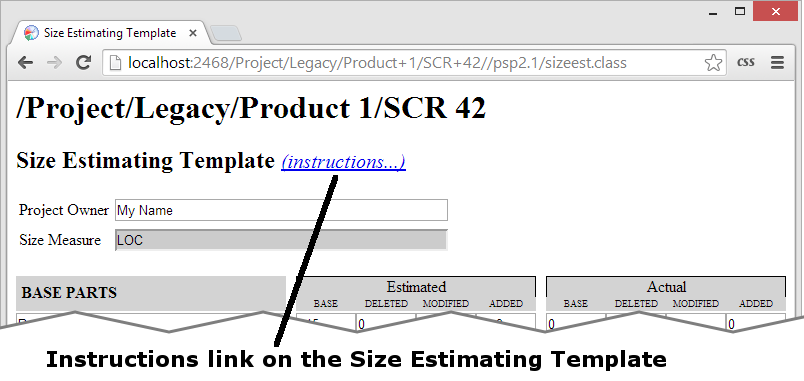 Size Estimating Template
localhost:2468/Project/Legacy/Product+1/SCR+42//psp2.1/sizeest.class
css
/Project/Legacy/Product 1/SCR 42
Size Estimating Template (instructions...)
Project Owner My Name
Size Measure LOC
BASE PARTS Estimated Actual
BASE DELETED MODIFIED ADDED BASE DELETED MODIFIED ADDED
0 0 0
Instructions link on the Size Estimating Template